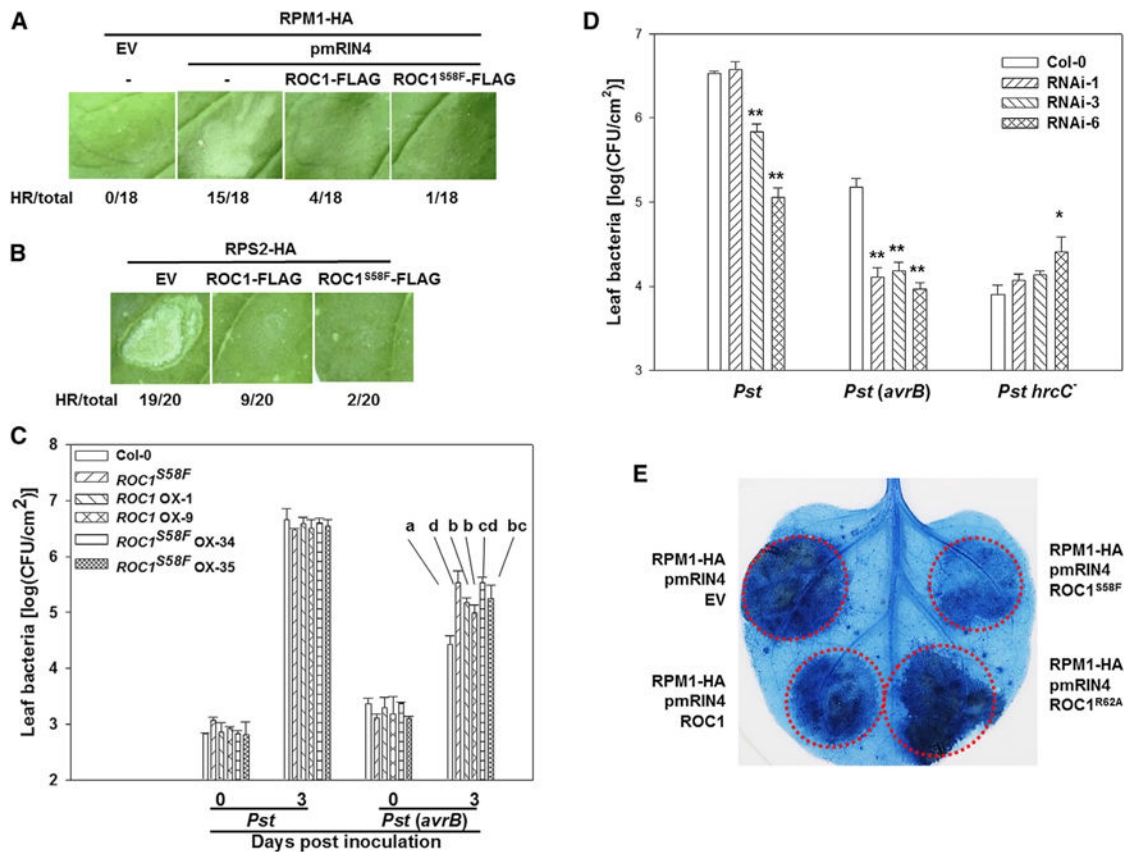 A
RPM1-HA
EV
pmRIN4
-
-
ROC1-FLAG
ROC1S58F-FLAG
HR/total
0/18
15/18
4/18
1/18
B
RPS2-HA
EV
ROC1-FLAG
ROC1S58F-FLAG
HR/total
19/20
9/20
2/20
C
Leaf bacteria [log(CFU/cm2)]
8
7
6
5
4
3
2
Col-0
ROC1S58F
ROC1 OX-1
ROC1 OX-9
ROC1S58F OX-34
ROC1S58F OX-35
a d b b cd bc
0 3 0 3
Pst
Pst (avrB)
Days post inoculation
D
Leaf bacteria [log(CFU/cm2)]
7
6
5
4
3
Col-0
RNAi-1
RNAi-3
RNAi-6
**
**
**
**
**
*
Pst
Pst (avrB)
Pst hrcC-
E
RPM1-HA
pmRIN4
EV
RPM1-HA
pmRIN4
ROC1S58F
RPM1-HA
pmRIN4
ROC1
RPM1-HA
pmRIN4
ROC1R62A